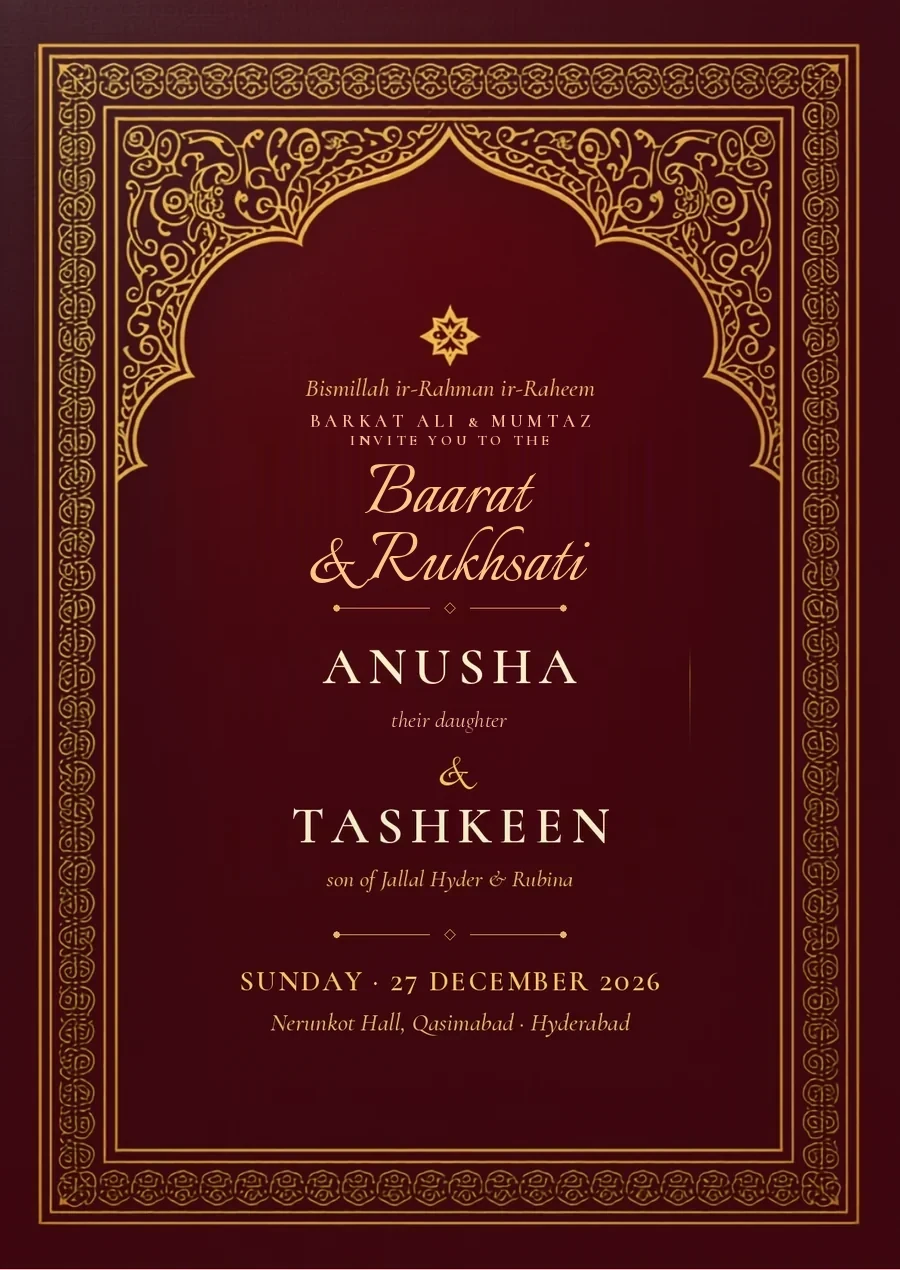 Bismillah ir-Rahman ir-Raheem
BARKAT ALI & MUMTAZ
INVITE YOU TO THE
Baarat
& Rukhsati
ANUSHA
their daughter
&
TASHKEEN
son of Jallal Hyder & Rubina
SUNDAY · 27 DECEMBER 2026
Nerunkot Hall, Qasimabad · Hyderabad